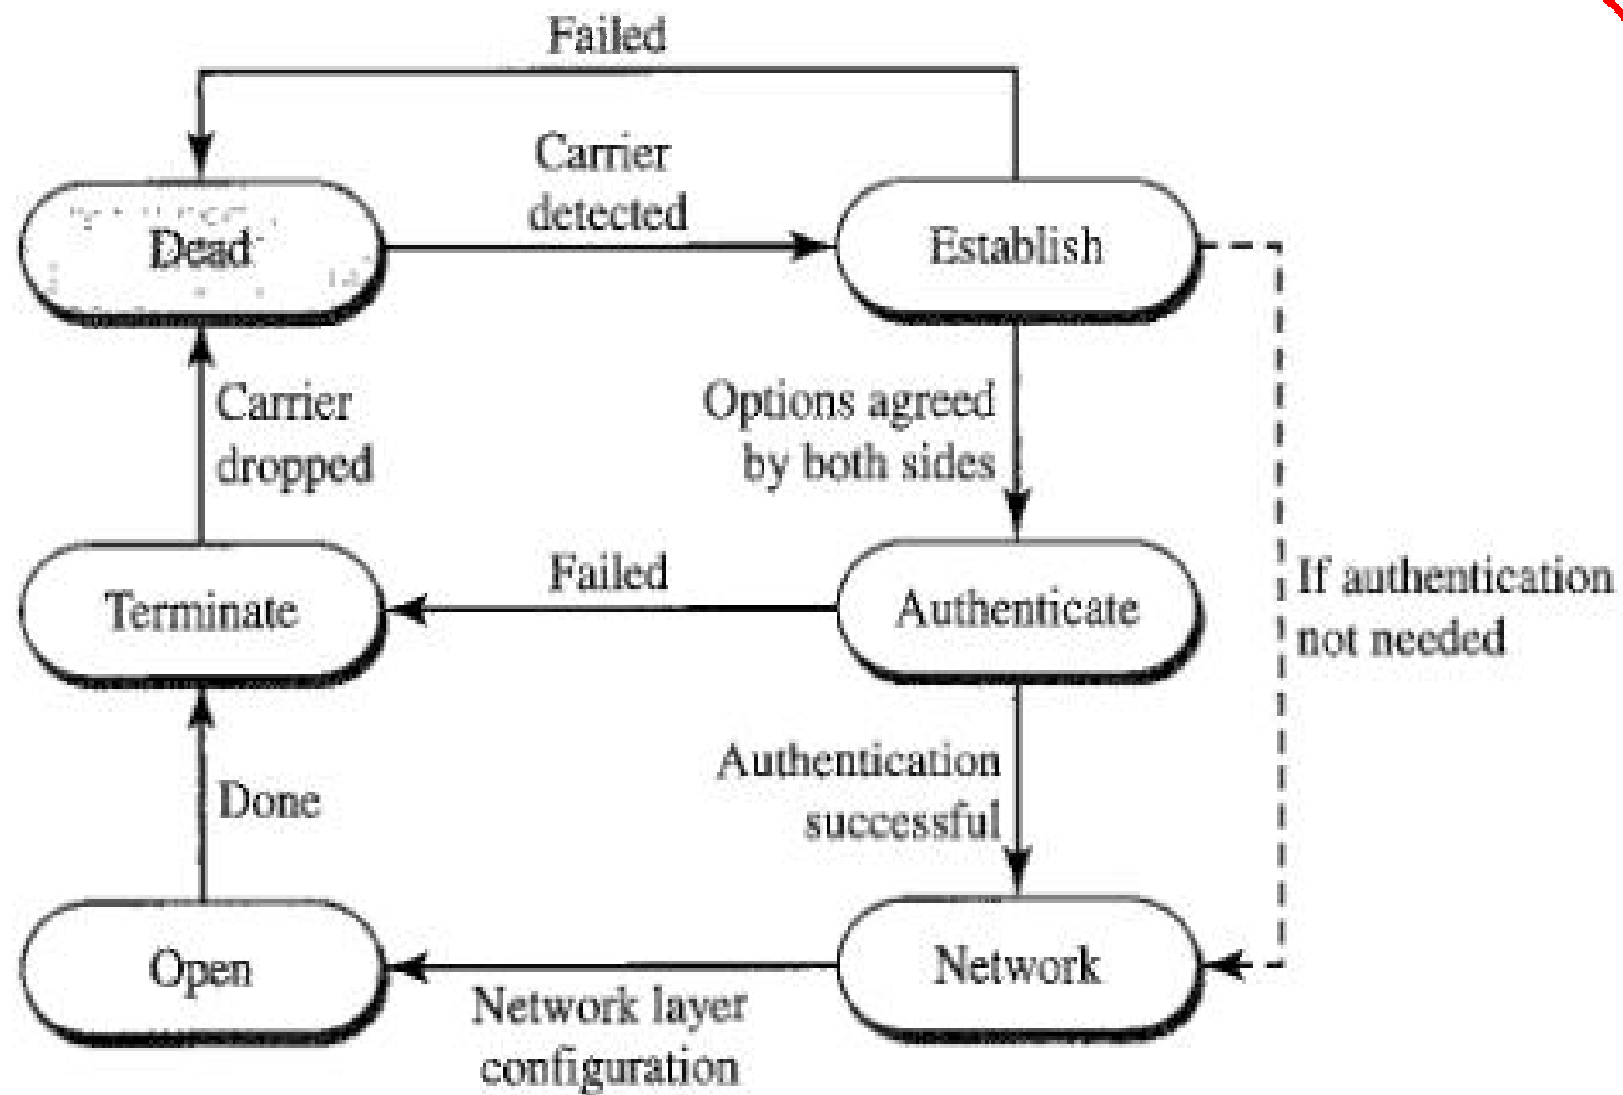 Failed
Carrier
detected
Dead
Establish
Carrier
dropped
Options agreed
by both sides
If authentication
not needed
Terminate
Failed
Authenticate
Done
Authentication
successful
Open
Network
Network layer
configuration